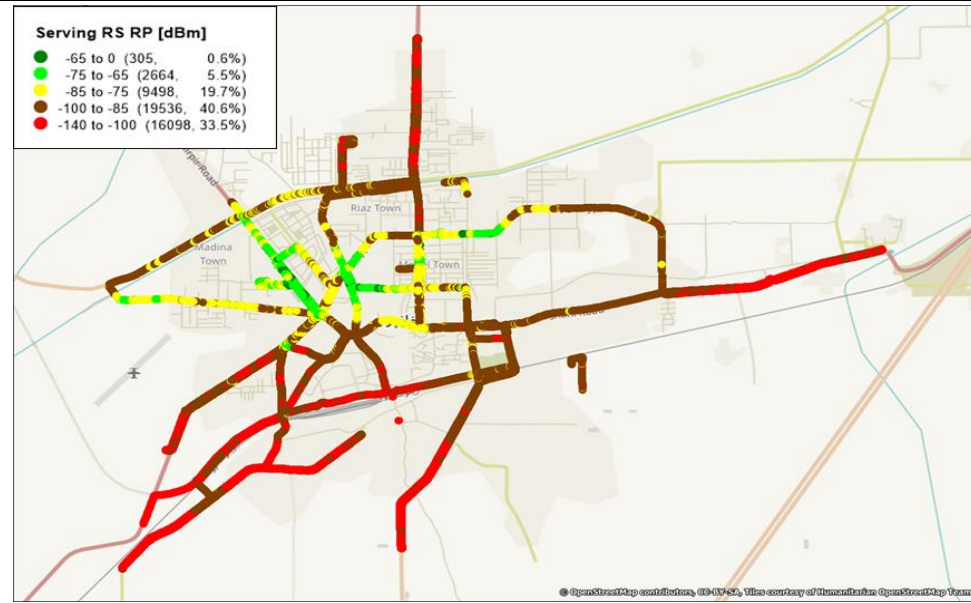 Serving RS RP [dBm]
-65 to 0 (305, 0.6%)
-75 to -65 (2664, 5.5%)
-85 to -75 (9498, 19.7%)
-100 to -85 (19536, 40.6%)
-140 to -100 (16098, 33.5%)
Riaz Town
Madina
Town
Town
Road
© OpenStreetMap contributors, CC-BY-SA, Tiles courtesy of Humanitarian OpenStreetMap Team